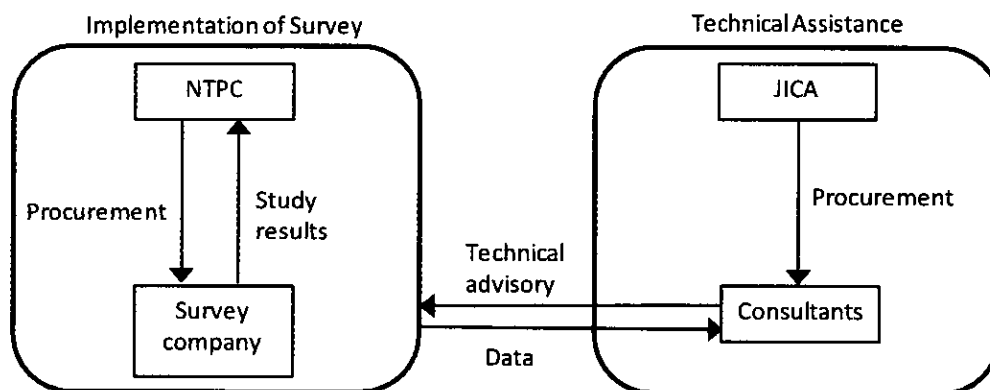 Implementation of Survey
Technical Assistance
NTPC
JICA
Procurement
Study
results
Procurement
Technical
advisory
Survey
company
Consultants
Data